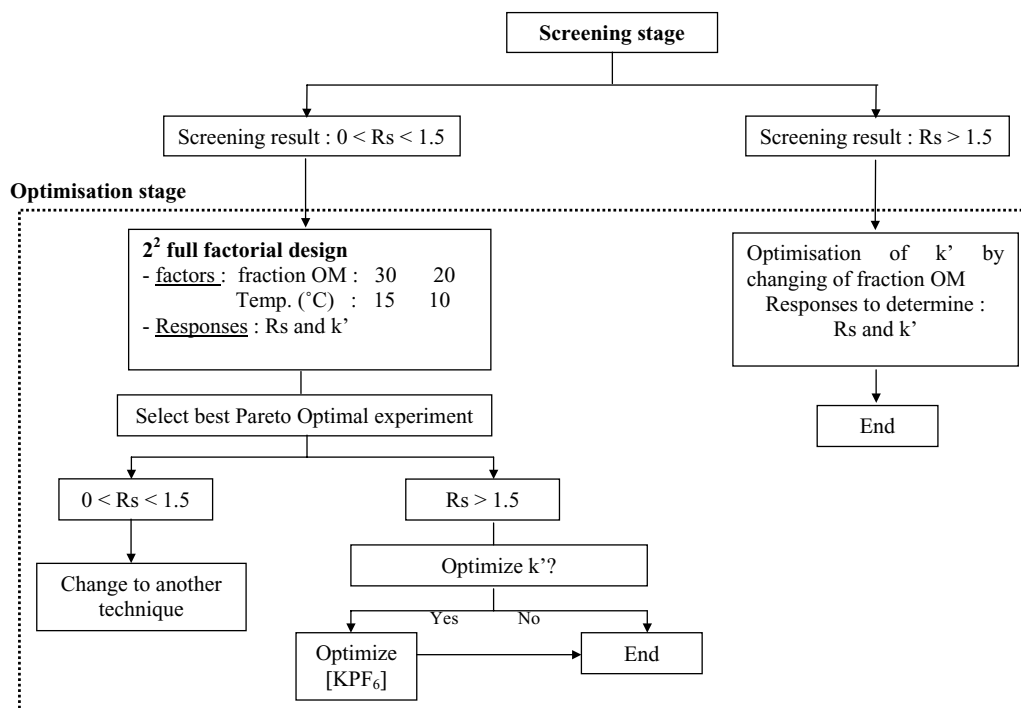 Screening stage
Screening result : 0 < Rs < 1.5
Screening result : Rs > 1.5
Optimisation stage
2² full factorial design
- factors : fraction OM : 30 20
Temp. (˚C) : 15 10
- Responses : Rs and k’
Optimisation of k’ by
changing of fraction OM
Responses to determine :
Rs and k’
Select best Pareto Optimal experiment
End
0 < Rs < 1.5
Rs > 1.5
Change to another
technique
Optimize k’?
Yes No
Optimize
[KPF₆]
End